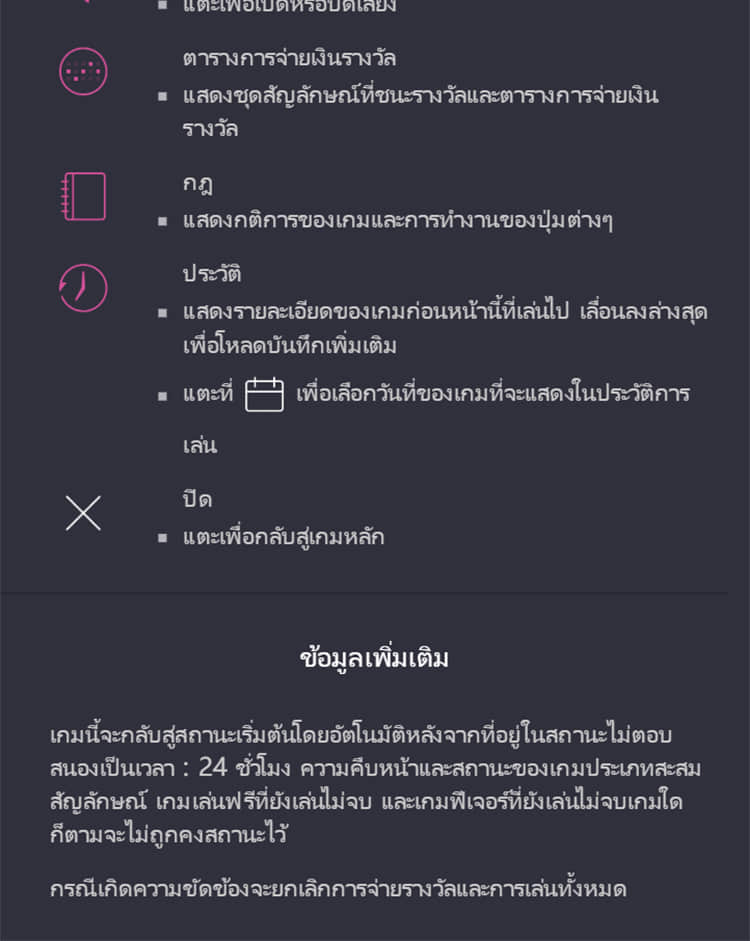 แตะเพื่อเปิดหรือปิดเสียง
ตารางการจ่ายเงินรางวัล
▪ แสดงชุดสัญลักษณ์ที่ชนะรางวัลและตารางการจ่ายเงิน
รางวัล
กฎ
▪ แสดงกติการของเกมและการทำงานของปุ่มต่างๆ
ประวัติ
▪ แสดงรายละเอียดของเกมก่อนหน้านี้ที่เล่นไป เลื่อนลงล่างสุด
เพื่อโหลดบันทึกเพิ่มเติม
▪ แตะที่ เพื่อเลือกวันที่ของเกมที่จะแสดงในประวัติการ
เล่น
ปิด
▪ แตะเพื่อกลับสู่เกมหลัก
ข้อมูลเพิ่มเติม
เกมนี้จะกลับสู่สถานะเริ่มต้นโดยอัตโนมัติหลังจากที่อยู่ในสถานะไม่ตอบ
สนองเป็นเวลา : 24 ชั่วโมง ความคืบหน้าและสถานะของเกมประเภทสะสม
สัญลักษณ์ เกมเล่นฟรีที่ยังเล่นไม่จบ และเกมฟีเจอร์ที่ยังเล่นไม่จบเกมใด
ก็ตามจะไม่ถูกคงสถานะไว้
กรณีเกิดความขัดข้องจะยกเลิกการจ่ายรางวัลและการเล่นทั้งหมด